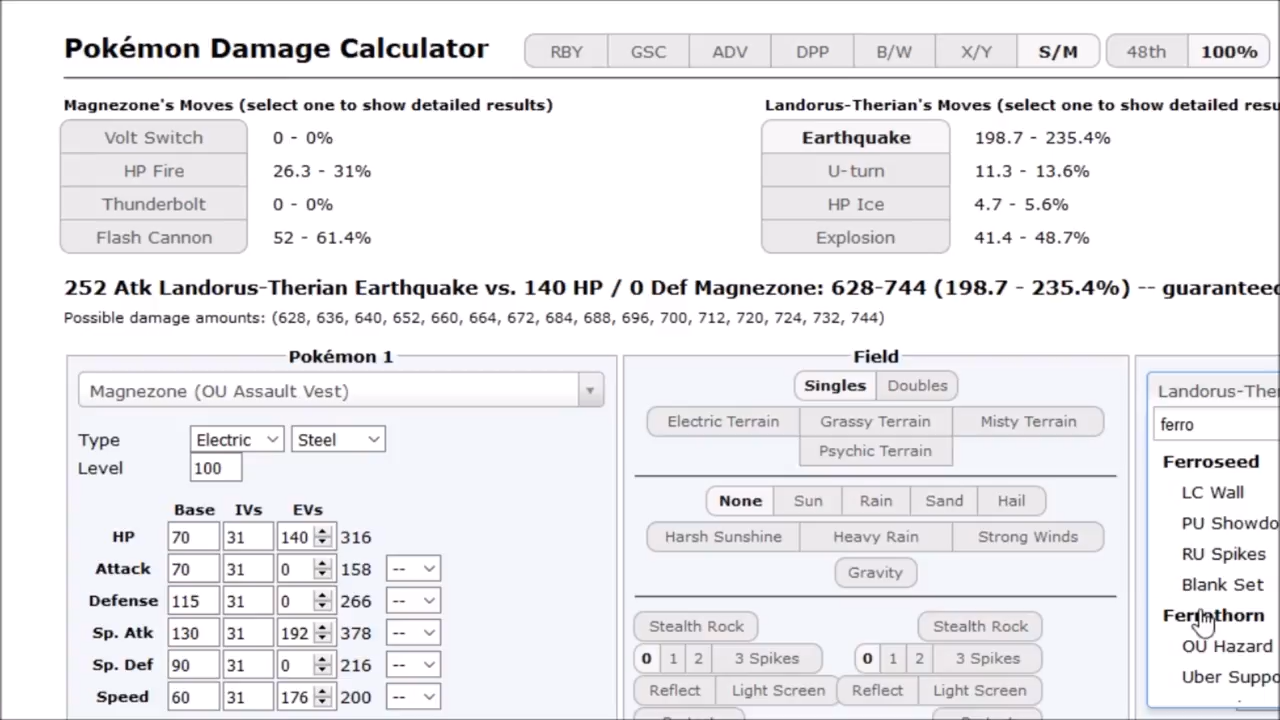 Pokémon Damage Calculator
RBY GSC ADV DPP B/W X/Y S/M 48th 100%
Magnezone's Moves (select one to show detailed results)
Landorus-Therian's Moves (select one to show detailed resu
Volt Switch 0 - 0%
Earthquake 198.7 - 235.4%
HP Fire 26.3 - 31%
U-turn 11.3 - 13.6%
Thunderbolt 0 - 0%
HP Ice 4.7 - 5.6%
Flash Cannon 52 - 61.4%
Explosion 41.4 - 48.7%
252 Atk Landorus-Therian Earthquake vs. 140 HP / 0 Def Magnezone: 628-744 (198.7 - 235.4%) -- guaranteed
Possible damage amounts: (628, 636, 640, 652, 660, 664, 672, 684, 688, 696, 700, 712, 720, 724, 732, 744)
Pokémon 1
Magnezone (OU Assault Vest)
Type Electric Steel
Level 100
Base IVs EVs
HP 70 31 140 316
Attack 70 31 0 158 --
Defense 115 31 0 266 --
Sp. Atk 130 31 192 378 --
Sp. Def 90 31 0 216 --
Speed 60 31 176 200 --
Field
Singles Doubles
Electric Terrain Grassy Terrain Misty Terrain
Psychic Terrain
None Sun Rain Sand Hail
Harsh Sunshine Heavy Rain Strong Winds
Gravity
Stealth Rock Stealth Rock
0 1 2 3 Spikes 0 1 2 3 Spikes
Reflect Light Screen Reflect Light Screen
Landorus-The
ferro
Ferroseed
LC Wall
PU Showdo
RU Spikes
Blank Set
Ferrothorn
OU Hazard
Uber Suppo